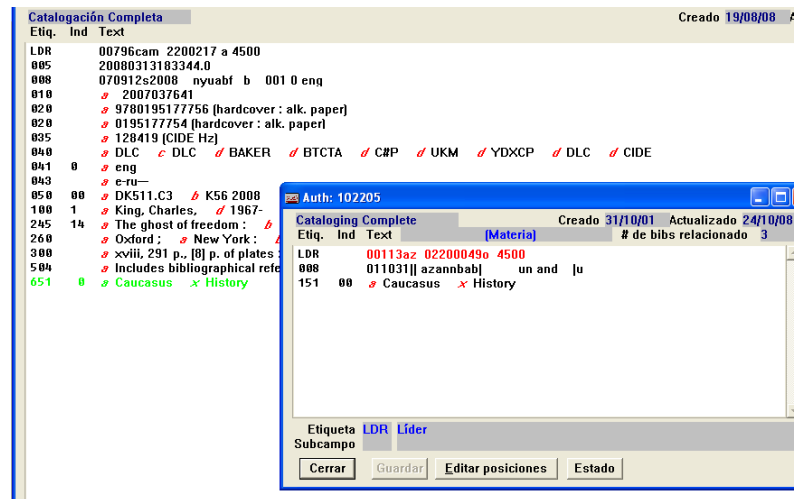 Catalogación Completa Creado 19/08/08
Etiq. Ind Text
LDR 00796cam 2200217 a 4500
005 20080313183344.0
008 070912s2008 nyuabf b 001 0 eng
010 a 2007037641
020 a 9780195177756 (hardcover : alk. paper)
020 a 0195177754 (hardcover : alk. paper)
035 a 128419 (CIDE Hz)
040 a DLC c DLC d BAKER d BTCTA d C#P d UKM d YDXCP d DLC d CIDE
041 0 a eng
043 a e-ru—
050 00 a DK511.C3 b K56 2008
100 1 a King, Charles, d 1967-
245 14 a The ghost of freedom : b
260 a Oxford ; a New York :
300 a xviii, 291 p., [8] p. of plates :
504 a Includes bibliographical refe
651 0 a Caucasus x History
Auth: 102205
Cataloging Complete Creado 31/10/01 Actualizado 24/10/08
Etiq. Ind Text (Materia) # de bibs relacionado 3
LDR 00113az 02200049o 4500
008 011031|| azannbab| un and |u
151 00 a Caucasus x History
Etiqueta LDR Líder
Subcampo
Cerrar Guardar Editar posiciones Estado